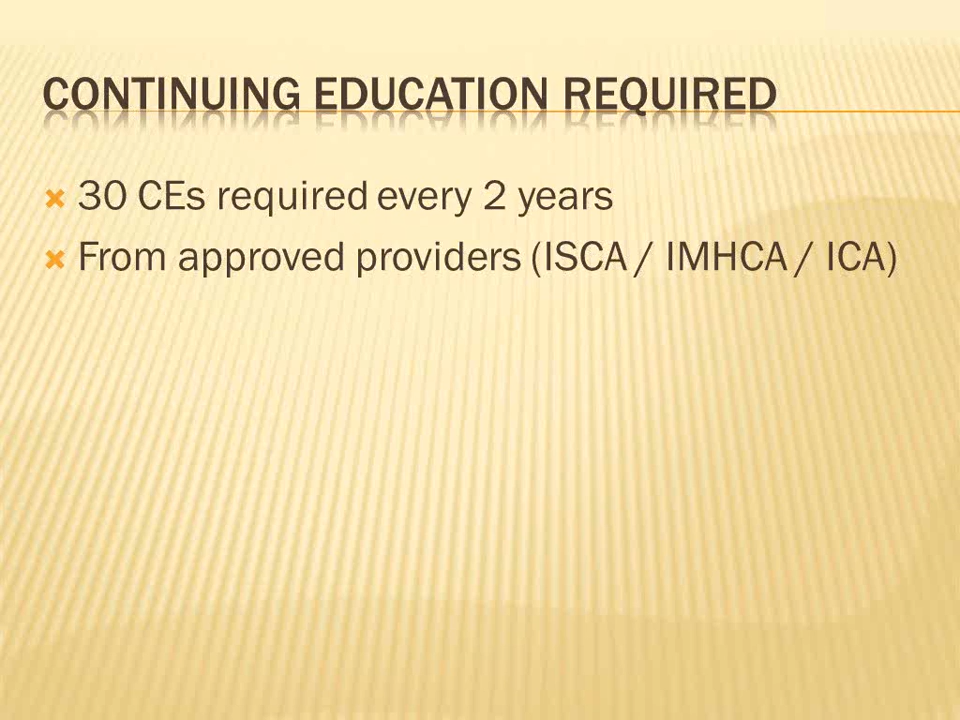 CONTINUING EDUCATION REQUIRED
30 CEs required every 2 years
From approved providers (ISCA / IMHCA / ICA)